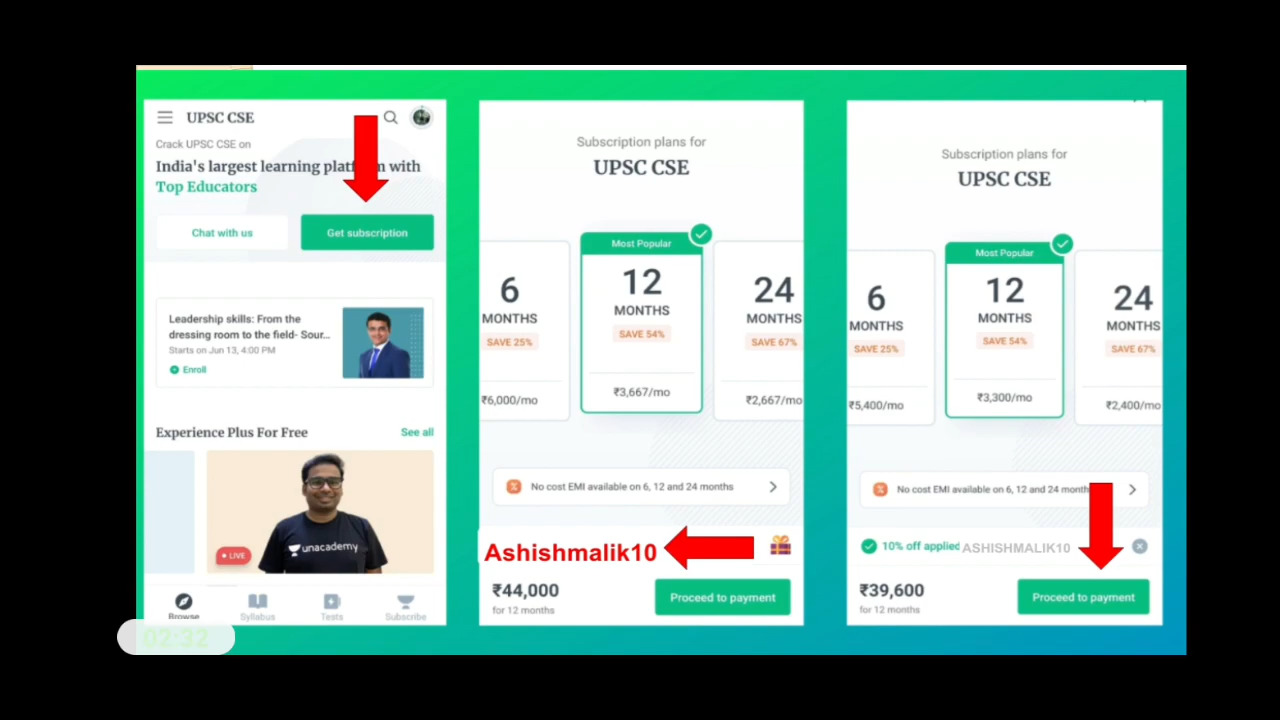 UPSC CSE
Crack UPSC CSE on
India's largest learning platform with
Top Educators
Chat with us
Get subscription
Leadership skills: From the
dressing room to the field- Sour...
Starts on Jun 13, 4:00 PM
Enroll
Experience Plus For Free
See all
LIVE
unacademy
Browse
Syllabus
Tests
Subscribe
02:32
Subscription plans for
UPSC CSE
6
MONTHS
SAVE 25%
₹6,000/mo
Most Popular
12
MONTHS
SAVE 54%
₹3,667/mo
24
MONTHS
SAVE 67%
₹2,667/mo
No cost EMI available on 6, 12 and 24 months
Ashishmalik10
₹44,000
for 12 months
Proceed to payment
Subscription plans for
UPSC CSE
6
MONTHS
SAVE 25%
₹5,400/mo
Most Popular
12
MONTHS
SAVE 54%
₹3,300/mo
24
MONTHS
SAVE 67%
₹2,400/mo
No cost EMI available on 6, 12 and 24 month
10% off applied ASHISHMALIK10
₹39,600
for 12 months
Proceed to payment